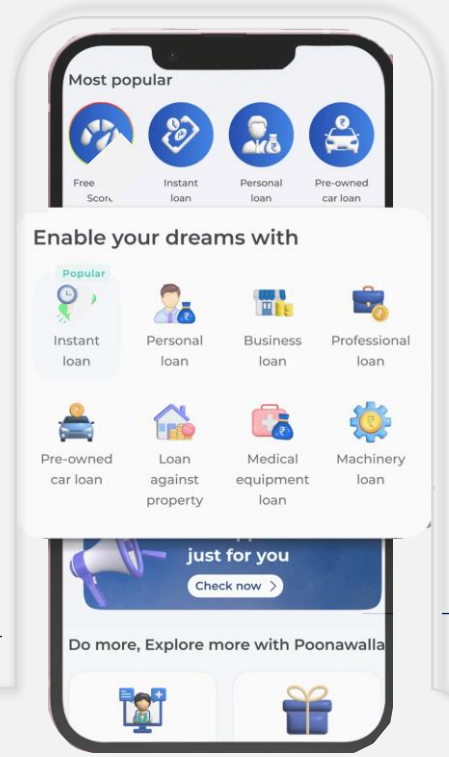 Most popular
Free Instant Personal Pre-owned
loan loan car loan
Enable your dreams with
Popular
Instant Personal Business Professional
loan loan loan loan
Pre-owned Loan Medical Machinery
car loan against equipment loan
property loan
just for you
Check now >
Do more, Explore more with Poonawalla